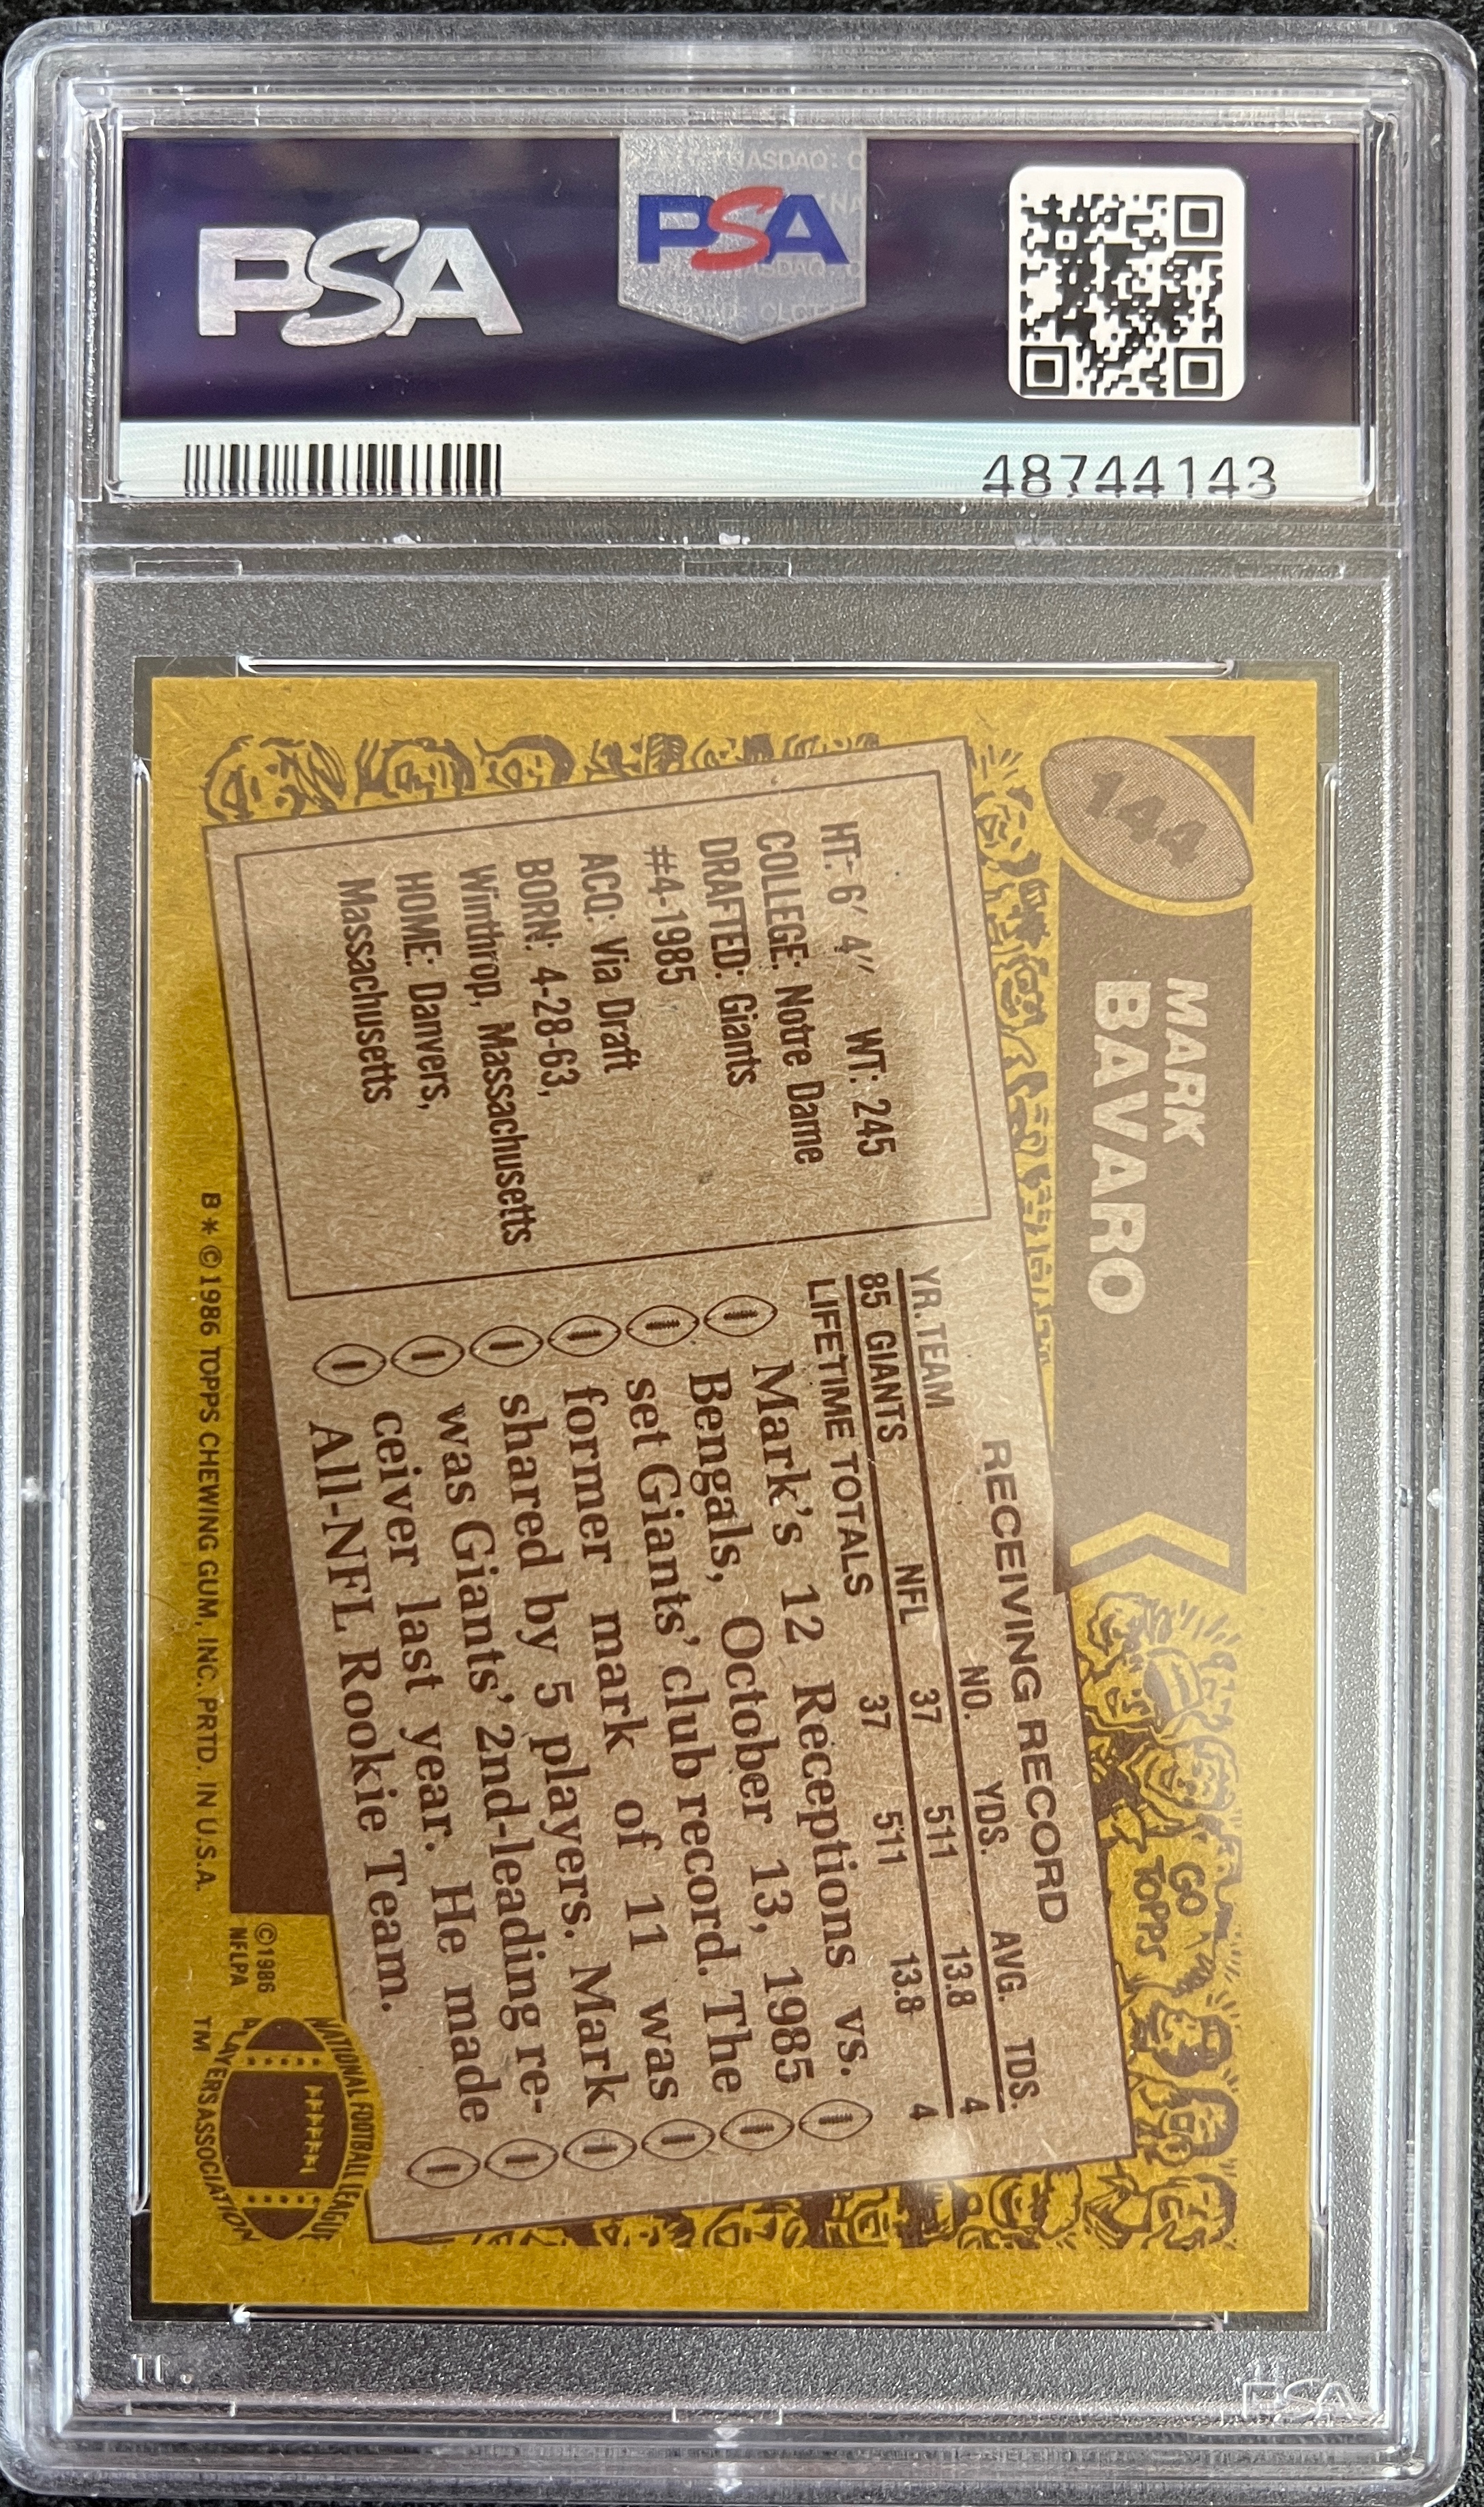 PSA
PSA
48744143
144
MARK
BAVARO
HT: 6' 4" WT: 245
COLLEGE: Notre Dame
DRAFTED: Giants
#4-1985
ACQ: Via Draft
BORN: 4-28-63,
Winthrop, Massachusetts
HOME: Danvers,
Massachusetts
RECEIVING RECORD
YR. TEAM NO. YDS. AVG. TDS.
85 GIANTS NFL 37 511 13.8 4
LIFETIME TOTALS 37 511 13.8 4
Mark's 12 Receptions vs.
Bengals, October 13, 1985
set Giants' club record. The
former mark of 11 was
shared by 5 players. Mark
was Giants' 2nd-leading re-
ceiver last year. He made
All-NFL Rookie Team.
GO
TOPPS
B * © 1986 TOPPS CHEWING GUM, INC. PRTD. IN U.S.A.
©1986
NFLPA
NATIONAL FOOTBALL LEAGUE
PLAYERS ASSOCIATION
TM
PSA